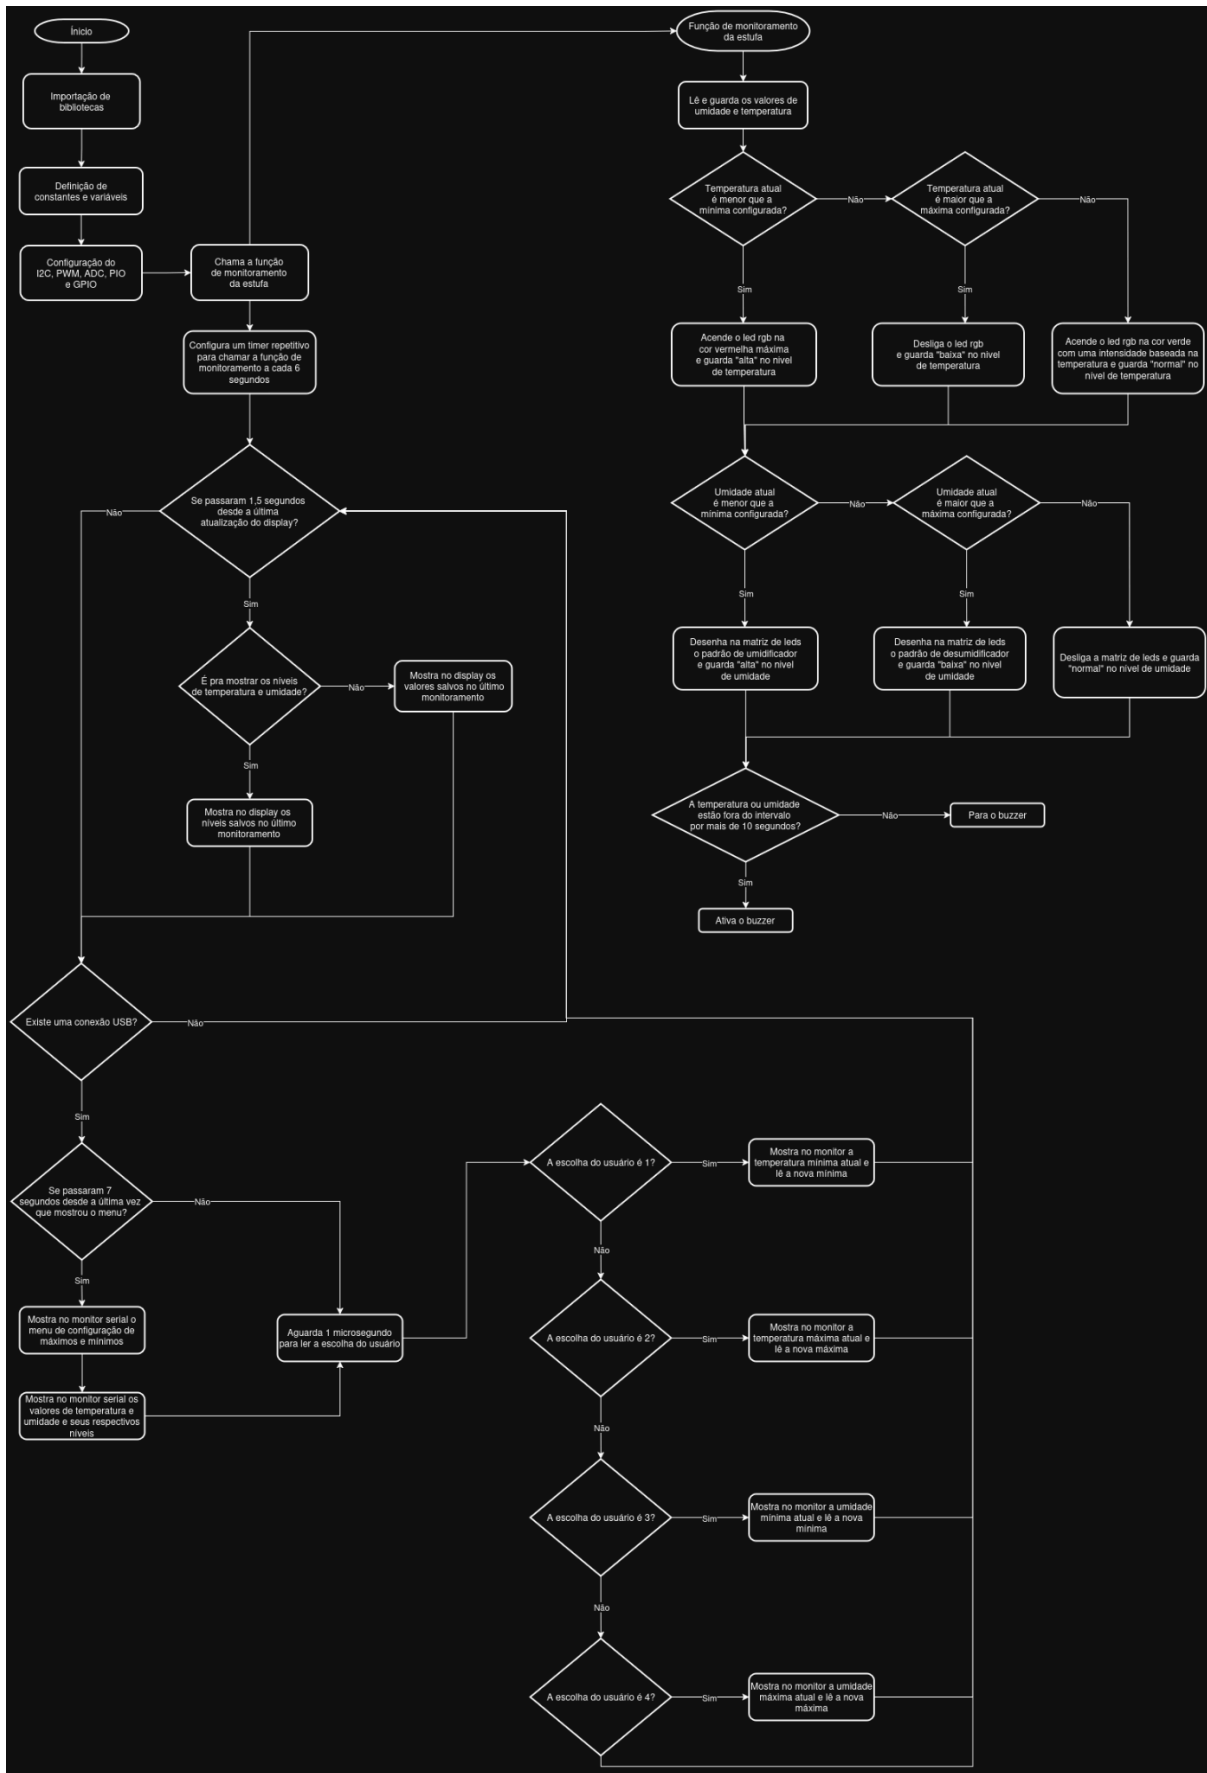 Ínicio
Importação de
bibliotecas
Definição de
constantes e variáveis
Configuração do
I2C, PWM, ADC, PIO
e GPIO
Chama a função
de monitoramento
da estufa
Configura um timer repetitivo
para chamar a função de
monitoramento a cada 6
segundos
Se passaram 1,5 segundos
desde a última
atualização do display?
Não
Sim
É pra mostrar os níveis
de temperatura e umidade?
Não
Mostra no display os
valores salvos no último
monitoramento
Sim
Mostra no display os
níveis salvos no último
monitoramento
Existe uma conexão USB?
Não
Sim
Se passaram 7
segundos desde a última vez
que mostrou o menu?
Não
Sim
Mostra no monitor serial o
menu de configuração de
máximos e mínimos
Mostra no monitor serial os
valores de temperatura e
umidade e seus respectivos
níveis
Aguarda 1 microsegundo
para ler a escolha do usuário
A escolha do usuário é 1?
Sim
Mostra no monitor a
temperatura mínima atual e
lê a nova mínima
Não
A escolha do usuário é 2?
Sim
Mostra no monitor a
temperatura máxima atual e
lê a nova máxima
Não
A escolha do usuário é 3?
Sim
Mostra no monitor a umidade
mínima atual e lê a nova
mínima
Não
A escolha do usuário é 4?
Sim
Mostra no monitor a umidade
máxima atual e lê a nova
máxima
Função de monitoramento
da estufa
Lê e guarda os valores de
umidade e temperatura
Temperatura atual
é menor que a
mínima configurada?
Não
Temperatura atual
é maior que a
máxima configurada?
Não
Sim
Sim
Acende o led rgb na
cor vermelha máxima
e guarda "alta" no nível
de temperatura
Desliga o led rgb
e guarda "baixa" no nível
de temperatura
Acende o led rgb na cor verde
com uma intensidade baseada na
temperatura e guarda "normal" no
nível de temperatura
Umidade atual
é menor que a
mínima configurada?
Não
Umidade atual
é maior que a
máxima configurada?
Não
Sim
Sim
Desenha na matriz de leds
o padrão de umidificador
e guarda "alta" no nível
de umidade
Desenha na matriz de leds
o padrão de desumidificador
e guarda "baixa" no nível
de umidade
Desliga a matriz de leds e guarda
"normal" no nível de umidade
A temperatura ou umidade
estão fora do intervalo
por mais de 10 segundos?
Não
Para o buzzer
Sim
Ativa o buzzer